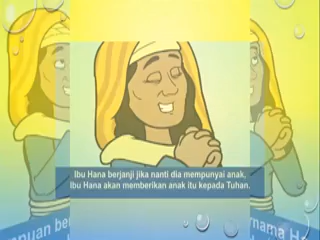 Ibu Hana berjanji jika nanti dia mempunyai anak,
Ibu Hana akan memberikan anak itu kepada Tuhan.